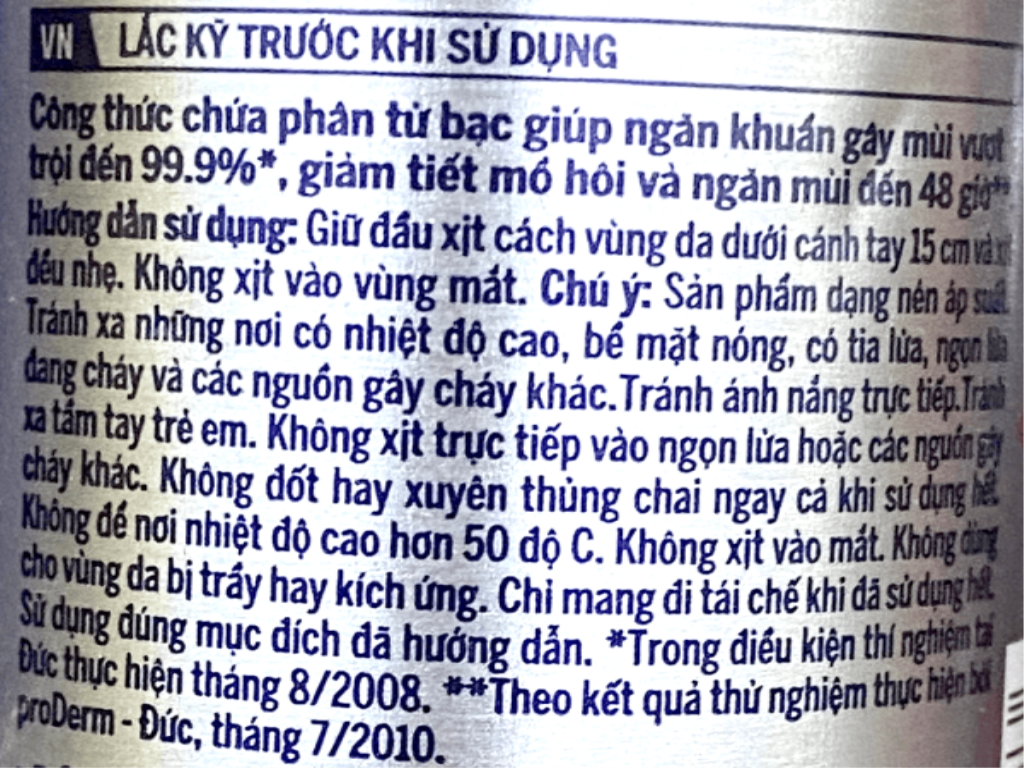 VN LẮC KỸ TRƯỚC KHI SỬ DỤNG
Công thức chứa phân tử bạc giúp ngăn khuẩn gây mùi vượt
trội đến 99.9%*, giảm tiết mồ hôi và ngăn mùi đến 48 giờ**
Hướng dẫn sử dụng: Giữ đầu xịt cách vùng da dưới cánh tay 15 cm và xịt
đều nhẹ. Không xịt vào vùng mắt. Chú ý: Sản phẩm dạng nén áp suất.
Tránh xa những nơi có nhiệt độ cao, bề mặt nóng, có tia lửa, ngọn lửa
đang cháy và các nguồn gây cháy khác.Tránh ánh nắng trực tiếp.Tránh
xa tầm tay trẻ em. Không xịt trực tiếp vào ngọn lửa hoặc các nguồn gây
cháy khác. Không đốt hay xuyên thủng chai ngay cả khi sử dụng hết.
Không để nơi nhiệt độ cao hơn 50 độ C. Không xịt vào mắt. Không dùng
cho vùng da bị trầy hay kích ứng. Chỉ mang đi tái chế khi đã sử dụng hết.
Sử dụng đúng mục đích đã hướng dẫn. *Trong điều kiện thí nghiệm tại
Đức thực hiện tháng 8/2008. **Theo kết quả thử nghiệm thực hiện bởi
proDerm - Đức, tháng 7/2010.